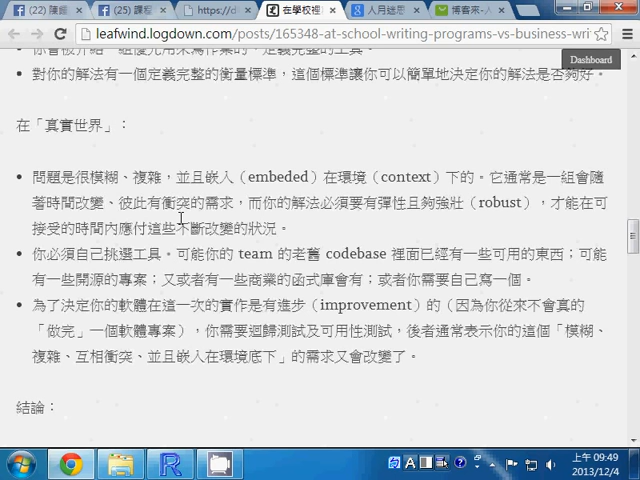 (22) 陳鍾
(25) 課程
https://d
在學校裡
人月迷思
博客來-人
leafwind.logdown.com/posts/165348-at-school-writing-programs-vs-business-wri
Dashboard
對你的解法有一個定義完整的衡量標準，這個標準讓你可以簡單地決定你的解法是否夠好。
在「真實世界」：
問題是很模糊、複雜，並且嵌入（embeded）在環境（context）下的。它通常是一組會隨
著時間改變、彼此有衝突的需求，而你的解法必須要有彈性且夠強壯（robust），才能在可
接受的時間內應付這些不斷改變的狀況。
你必須自己挑選工具。可能你的 team 的老舊 codebase 裡面已經有一些可用的東西；可能
有一些開源的專案；又或者有一些商業的函式庫會有；或者你需要自己寫一個。
為了決定你的軟體在這一次的實作是有進步（improvement）的（因為你從來不會真的
「做完」一個軟體專案），你需要迴歸測試及可用性測試，後者通常表示你的這個「模糊、
複雜、互相衝突、並且嵌入在環境底下」的需求又會改變了。
結論：
上午 09:49
2013/12/4